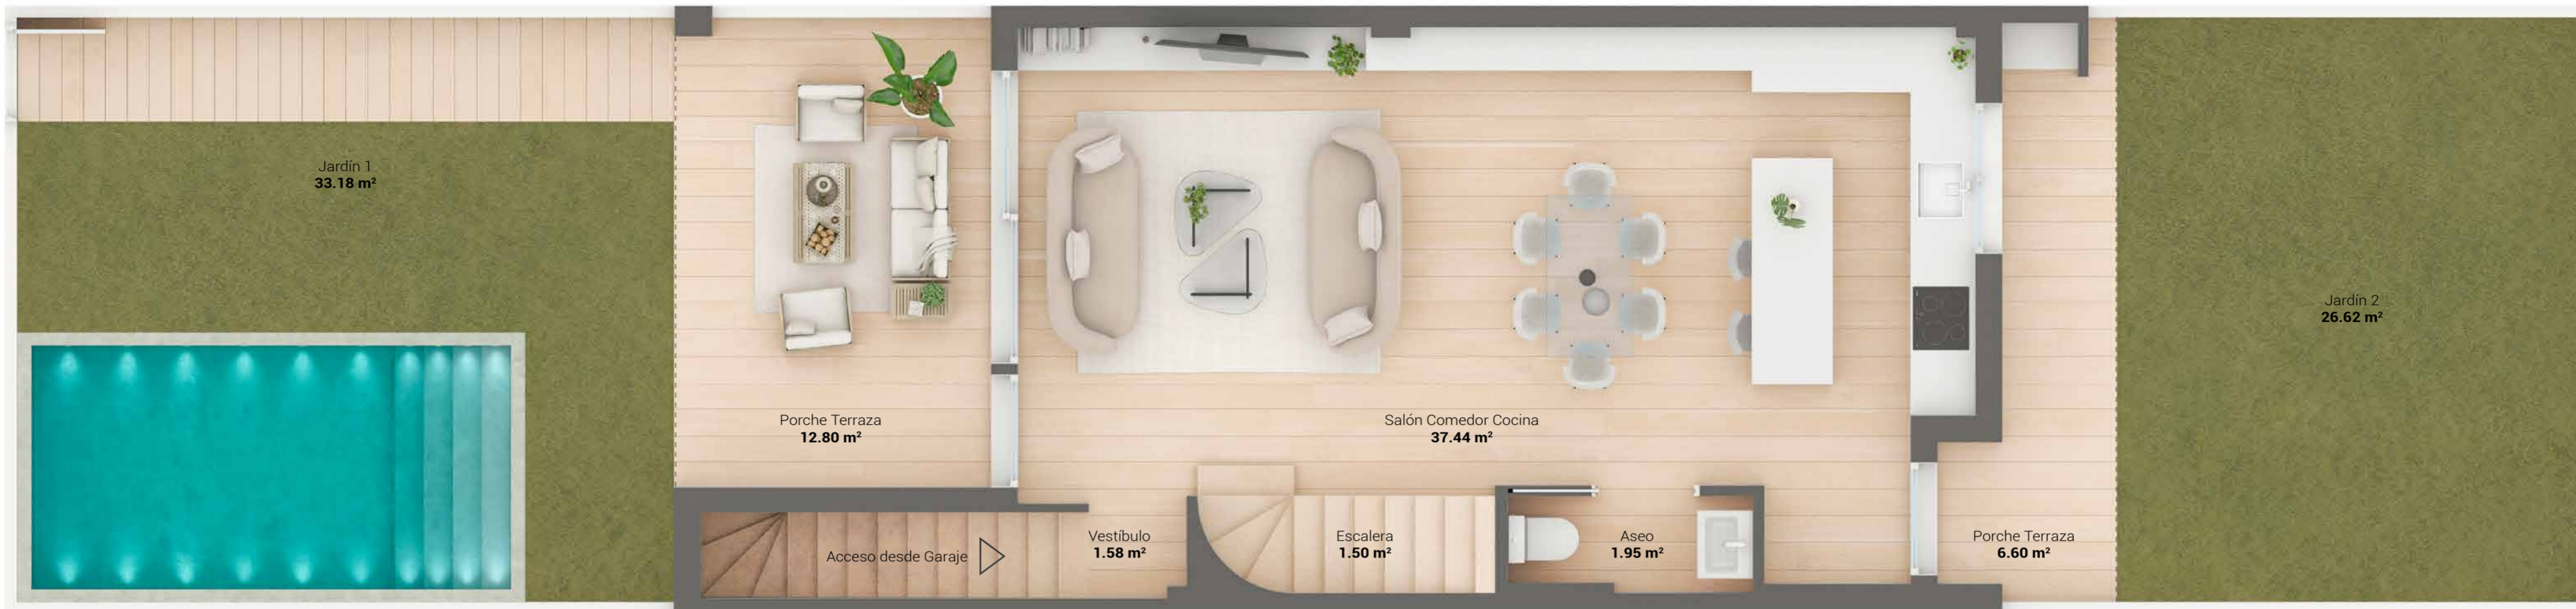 Jardín 1
33.18 m²
Jardín 2
26.62 m²
Porche Terraza
12.80 m²
Salón Comedor Cocina
37.44 m²
Acceso desde Garaje
Vestíbulo
1.58 m²
Escalera
1.50 m²
Aseo
1.95 m²
Porche Terraza
6.60 m²